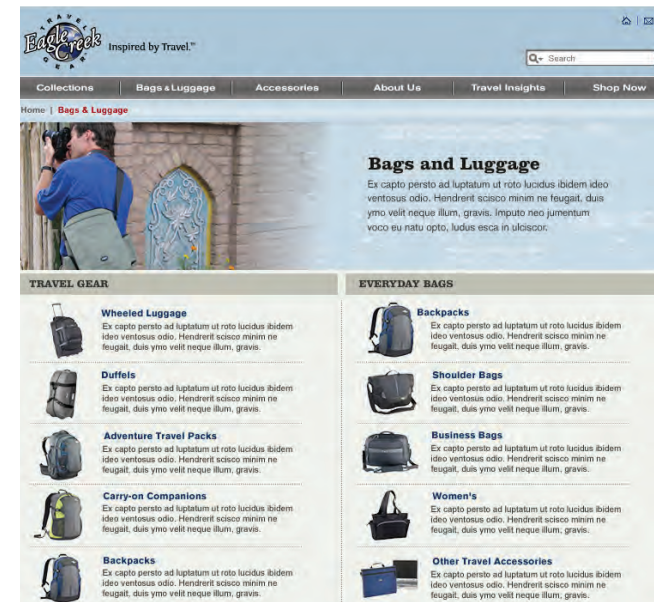 TRAVEL
Eagle Creek
GEAR
Inspired by Travel.™
Search
Collections
Bags & Luggage
Accessories
About Us
Travel Insights
Shop Now
Home | Bags & Luggage
Bags and Luggage
Ex capto persto ad luptatum ut roto lucidus ibidem ideo
ventosus odio. Hendrerit scisco minim ne feugait, duis
ymo velit neque illum, gravis. Imputo neo jumentum
voco eu natu opto, ludus esca in ulciscor.
TRAVEL GEAR
Wheeled Luggage
Ex capto persto ad luptatum ut roto lucidus ibidem
ideo ventosus odio. Hendrerit scisco minim ne
feugait, duis ymo velit neque illum, gravis.
Duffels
Ex capto persto ad luptatum ut roto lucidus ibidem
ideo ventosus odio. Hendrerit scisco minim ne
feugait, duis ymo velit neque illum, gravis.
Adventure Travel Packs
Ex capto persto ad luptatum ut roto lucidus ibidem
ideo ventosus odio. Hendrerit scisco minim ne
feugait, duis ymo velit neque illum, gravis.
Carry-on Companions
Ex capto persto ad luptatum ut roto lucidus ibidem
ideo ventosus odio. Hendrerit scisco minim ne
feugait, duis ymo velit neque illum, gravis.
Backpacks
Ex capto persto ad luptatum ut roto lucidus ibidem
ideo ventosus odio. Hendrerit scisco minim ne
feugait, duis ymo velit neque illum, gravis.
EVERYDAY BAGS
Backpacks
Ex capto persto ad luptatum ut roto lucidus ibidem
ideo ventosus odio. Hendrerit scisco minim ne
feugait, duis ymo velit neque illum, gravis.
Shoulder Bags
Ex capto persto ad luptatum ut roto lucidus ibidem
ideo ventosus odio. Hendrerit scisco minim ne
feugait, duis ymo velit neque illum, gravis.
Business Bags
Ex capto persto ad luptatum ut roto lucidus ibidem
ideo ventosus odio. Hendrerit scisco minim ne
feugait, duis ymo velit neque illum, gravis.
Women's
Ex capto persto ad luptatum ut roto lucidus ibidem
ideo ventosus odio. Hendrerit scisco minim ne
feugait, duis ymo velit neque illum, gravis.
Other Travel Accessories
Ex capto persto ad luptatum ut roto lucidus ibidem
ideo ventosus odio. Hendrerit scisco minim ne
feugait, duis ymo velit neque illum, gravis.